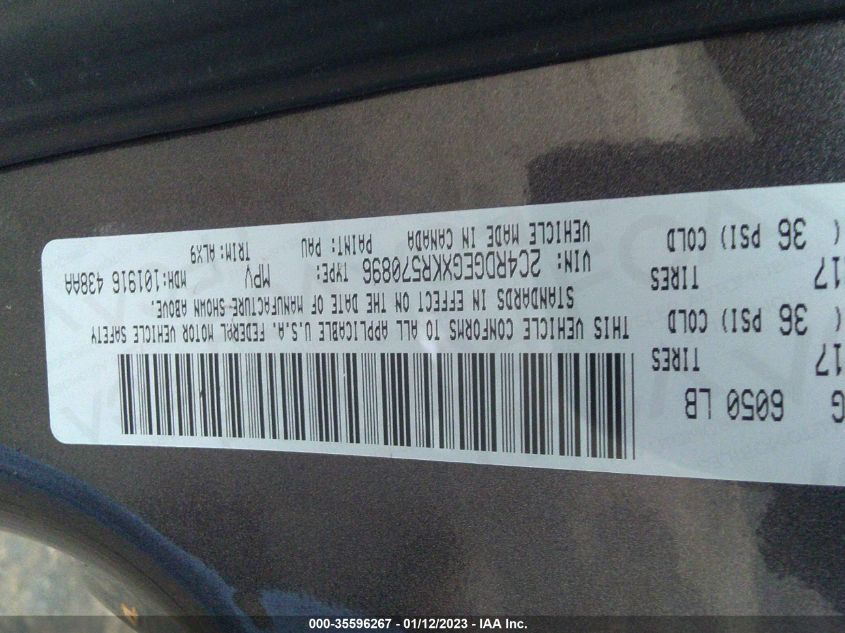 G 6050 LB
17 TIRES
( 36 PSI) COLD
17 TIRES
( 36 PSI) COLD
THIS VEHICLE CONFORMS TO ALL APPLICABLE U.S.A. FEDERAL MOTOR VEHICLE SAFETY
STANDARDS IN EFFECT ON THE DATE OF MANUFACTURE SHOWN ABOVE.
VIN: 2C4RDGEGXKR570896 TYPE: MPV MDH:101916 438AA
VEHICLE MADE IN CANADA PAINT: PAU TRIM: ALX9
000-35596267 - 01/12/2023 - IAA Inc.